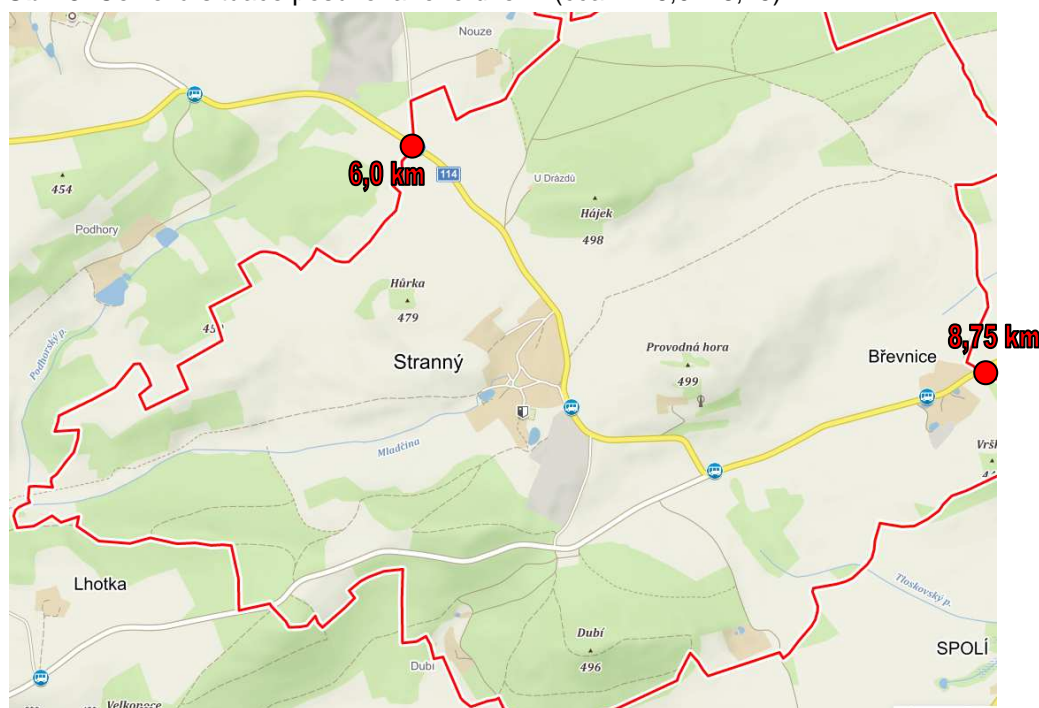 Nouze
6,0 km
114
454
U Drázdů
Podhory
Hájek
498
Hůrka
479
Podhorský p.
8,75 km
Provodná hora
Břevnice
Stranný
499
Mladčina
Lhotka
Tloskovský p.
Dubí
496
Dubí
SPOLÍ